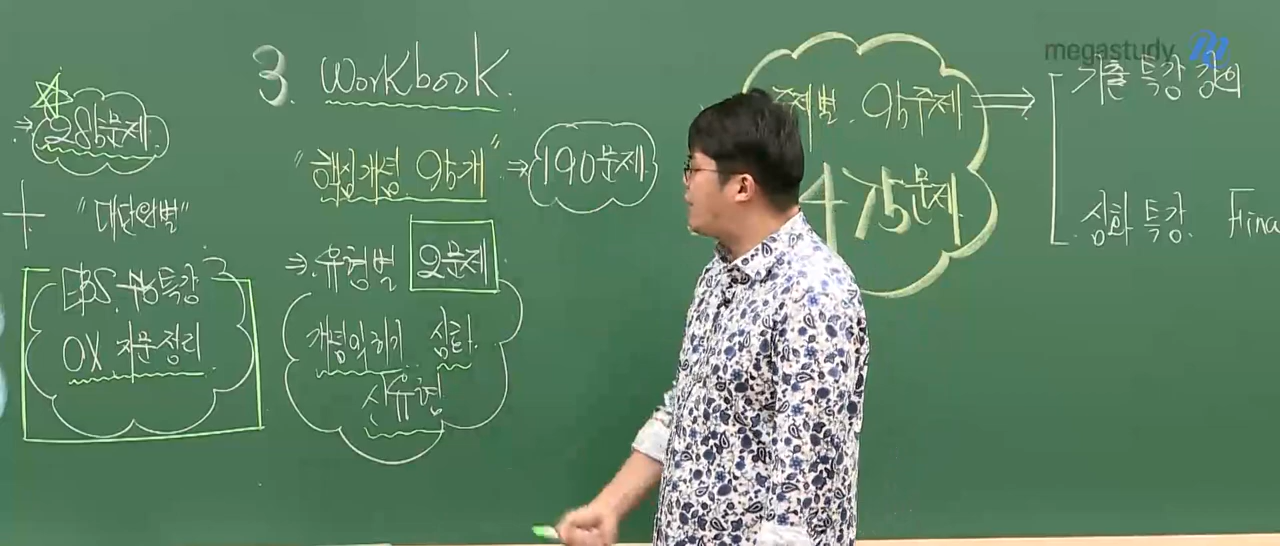 285문제
"대단원별"
EBS 수능특강
OX 지문정리
3. Workbook.
"핵심개념 95개" ⇒ 190문제
⇒ 유형별 2문제
개념익히기 심화
신유형
주제별. 95주제 ⇒
475문제
기출 특강 강의
심화 특강. Fina
megastudy